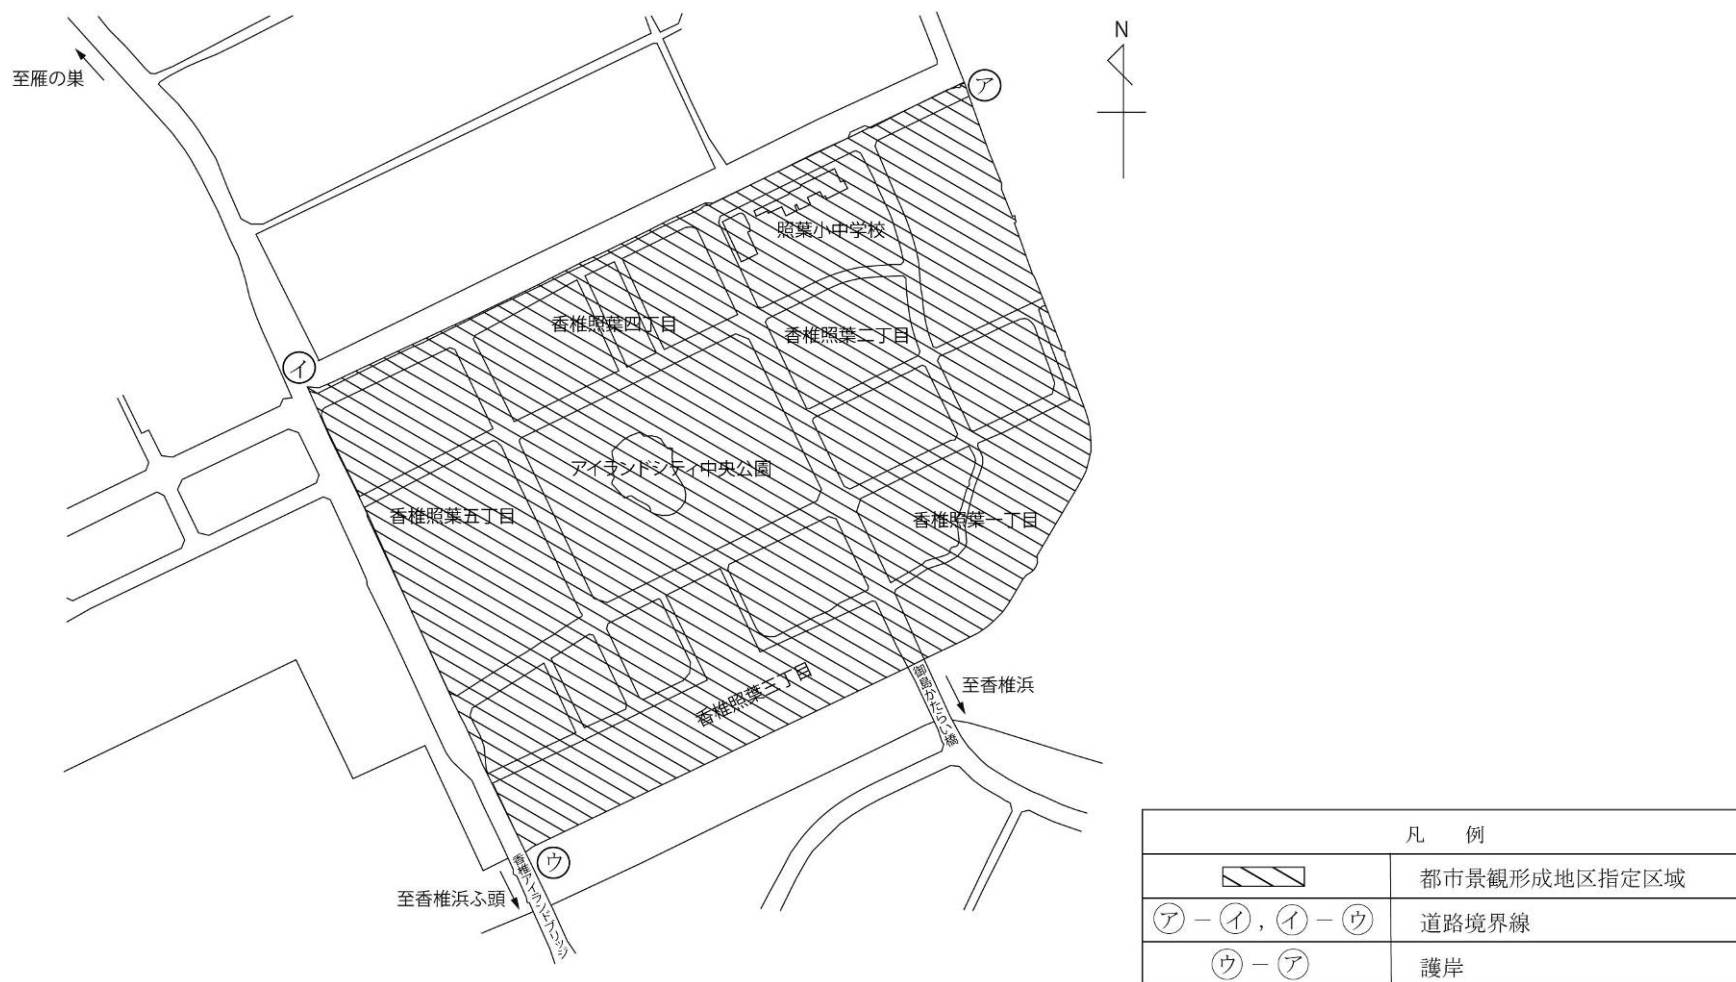 N
至雁の巣
ア
照葉小中学校
香椎照葉四丁目
香椎照葉二丁目
イ
アイランドシティ中央公園
香椎照葉五丁目
香椎照葉一丁目
香椎照葉三丁目
御島かたらい橋
至香椎浜
ウ
香椎アイランドブリッジ
至香椎浜ふ頭
凡 例
都市景観形成地区指定区域
㋐－㋑，㋑－㋒ 道路境界線
㋒－㋐ 護岸